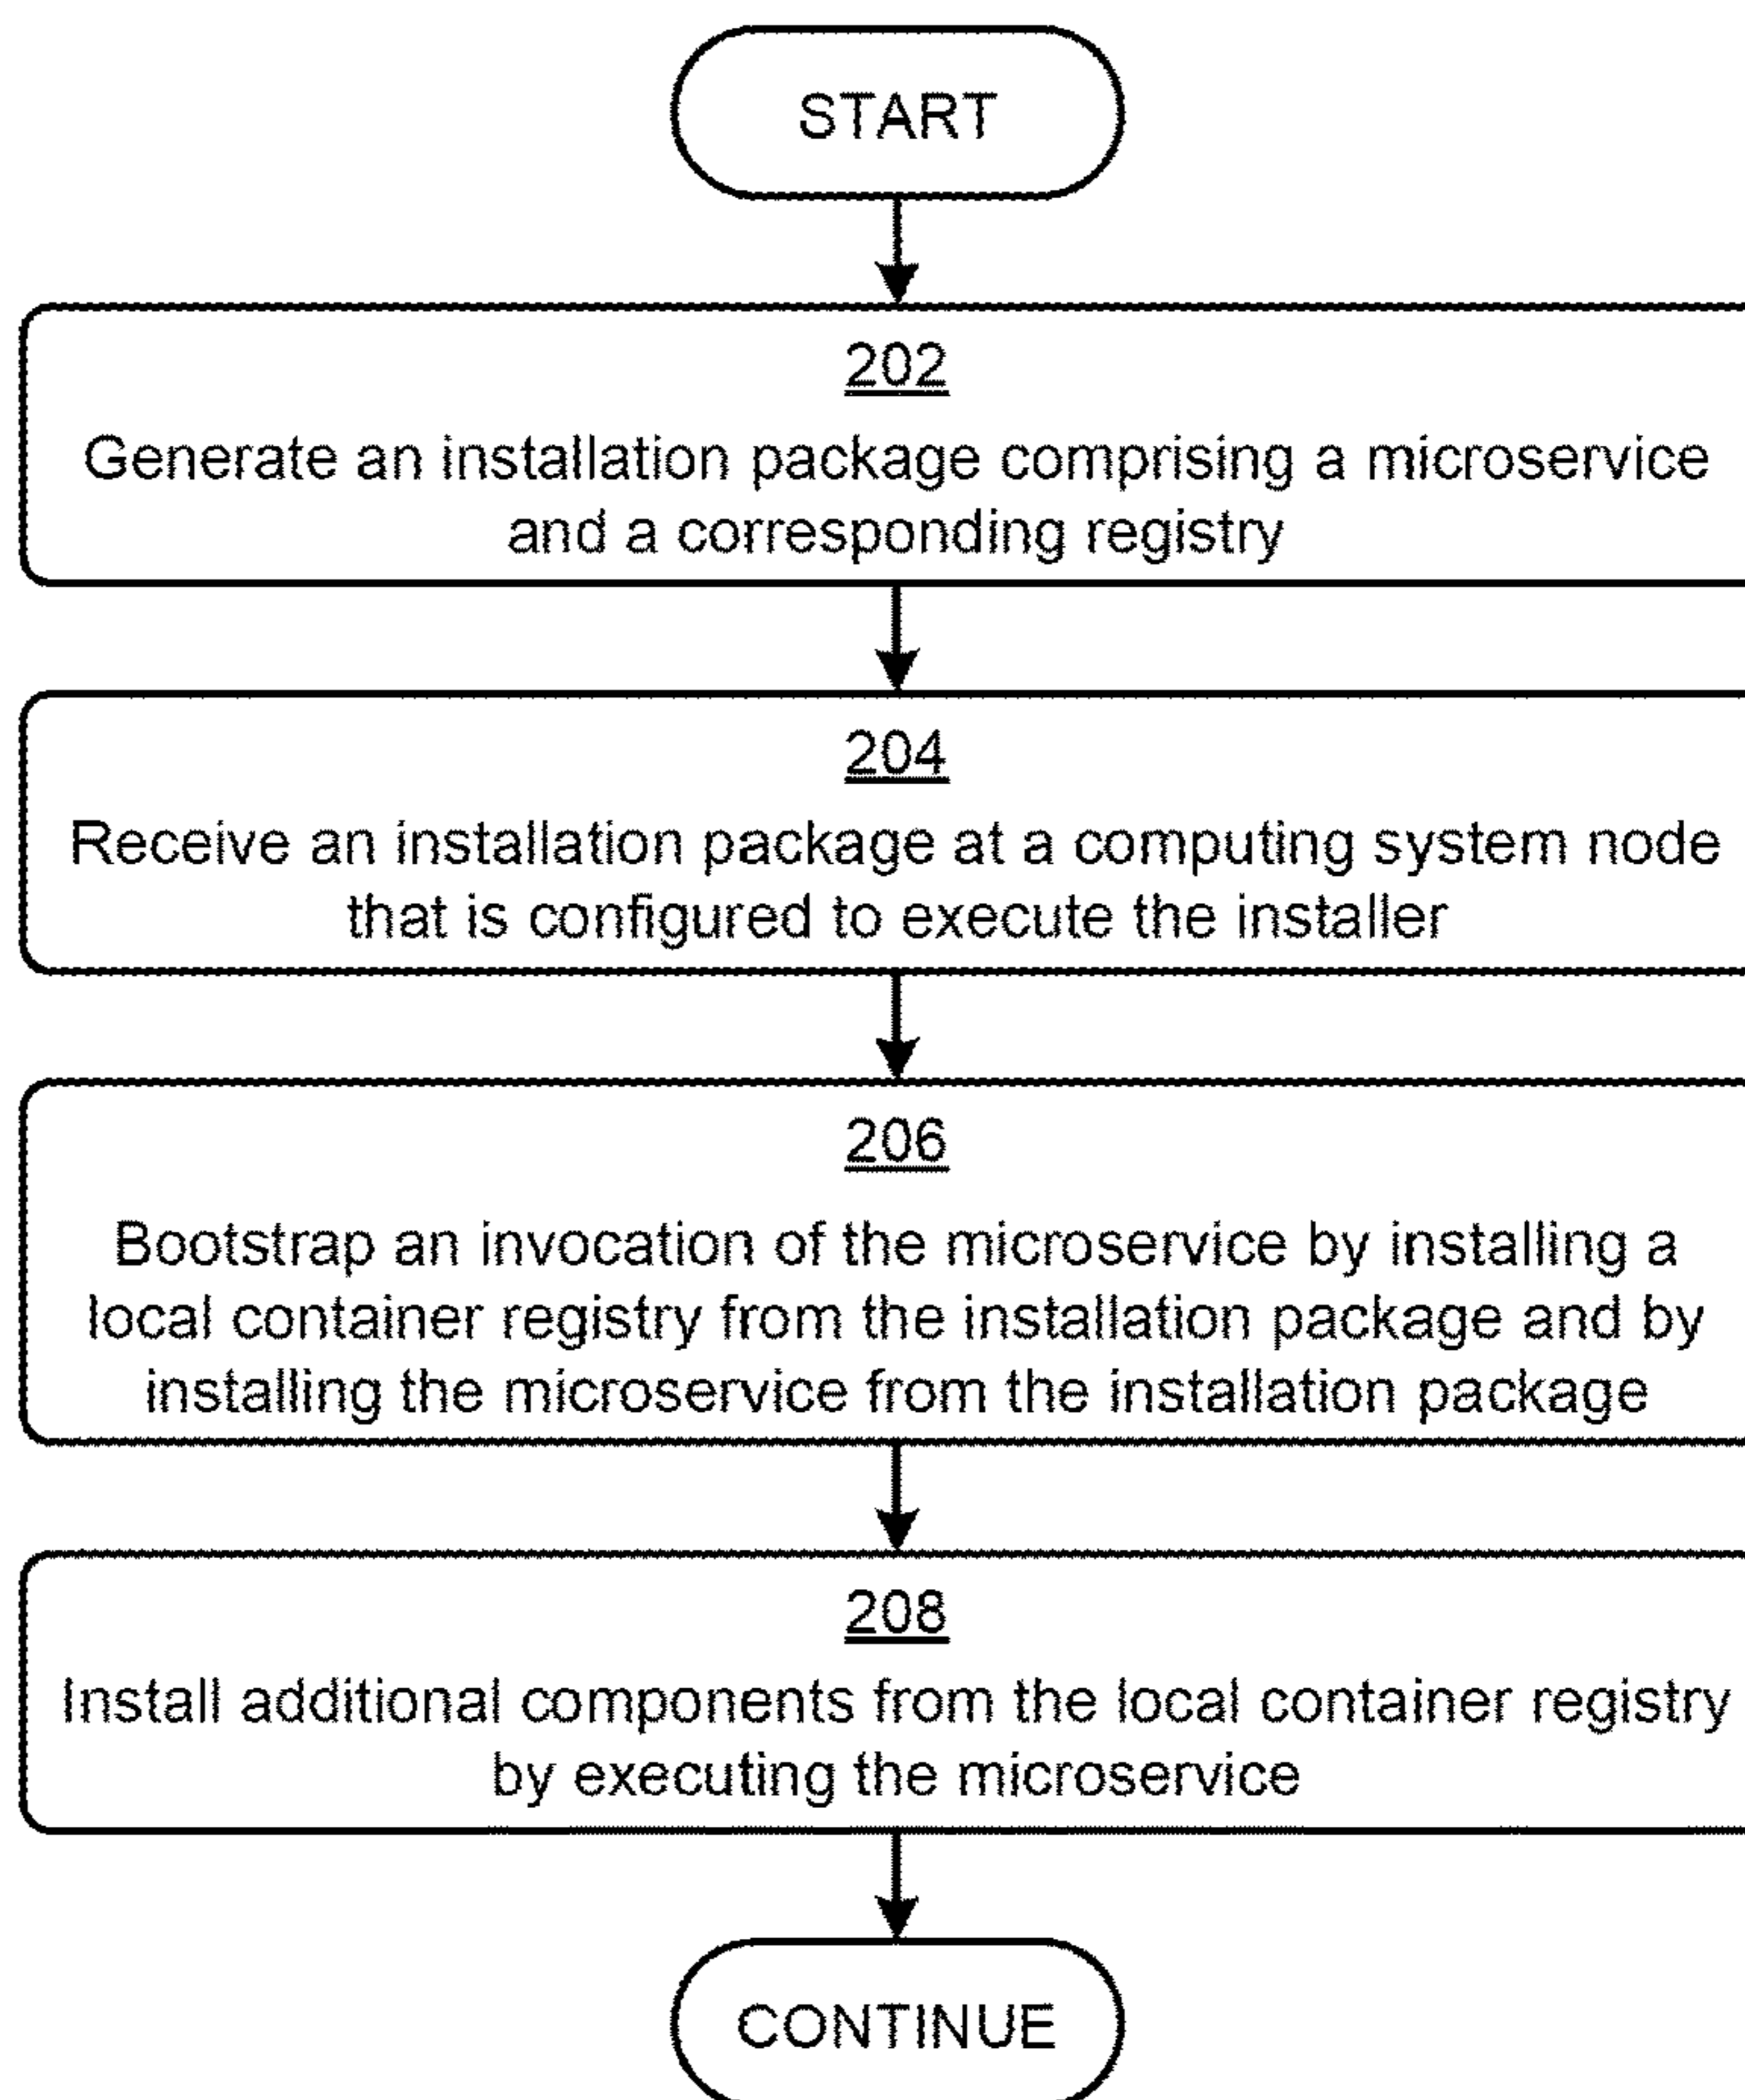 START
202
Generate an installation package comprising a microservice
and a corresponding registry
204
Receive an installation package at a computing system node
that is configured to execute the installer
206
Bootstrap an invocation of the microservice by installing a
local container registry from the installation package and by
installing the microservice from the installation package
208
Install additional components from the local container registry
by executing the microservice
CONTINUE